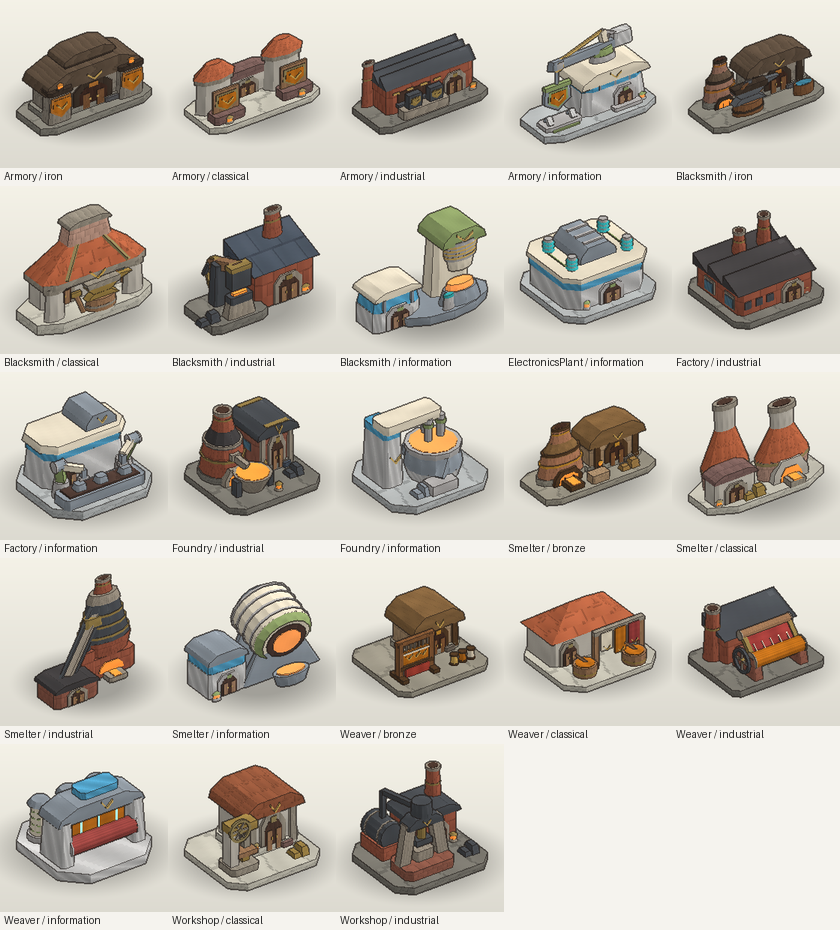 Armory / iron
Armory / classical
Armory / industrial
Armory / information
Blacksmith / iron
Blacksmith / classical
Blacksmith / industrial
Blacksmith / information
ElectronicsPlant / information
Factory / industrial
Factory / information
Foundry / industrial
Foundry / information
Smelter / bronze
Smelter / classical
Smelter / industrial
Smelter / information
Weaver / bronze
Weaver / classical
Weaver / industrial
Weaver / information
Workshop / classical
Workshop / industrial